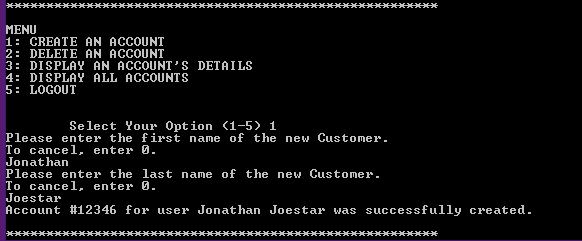 ******************************************************
MENU
1: CREATE AN ACCOUNT
2: DELETE AN ACCOUNT
3: DISPLAY AN ACCOUNT'S DETAILS
4: DISPLAY ALL ACCOUNTS
5: LOGOUT
Select Your Option (1-5) 1
Please enter the first name of the new Customer.
To cancel, enter 0.
Jonathan
Please enter the last name of the new Customer.
To cancel, enter 0.
Joestar
Account #12346 for user Jonathan Joestar was successfully created.
******************************************************